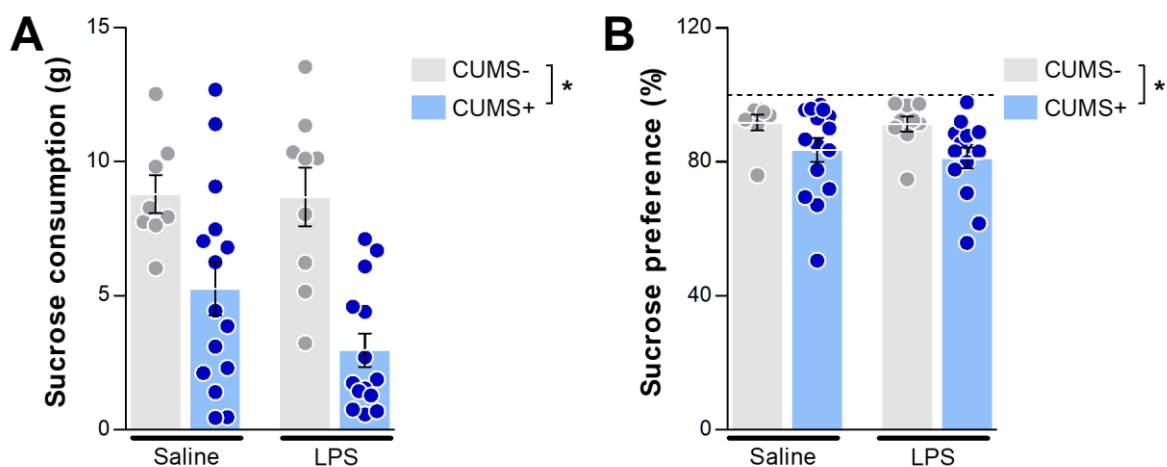 A
Sucrose consumption (g)
15
10
5
0
Saline
LPS
CUMS-
CUMS+
*
B
Sucrose preference (%)
120
80
40
0
Saline
LPS
CUMS-
CUMS+
*